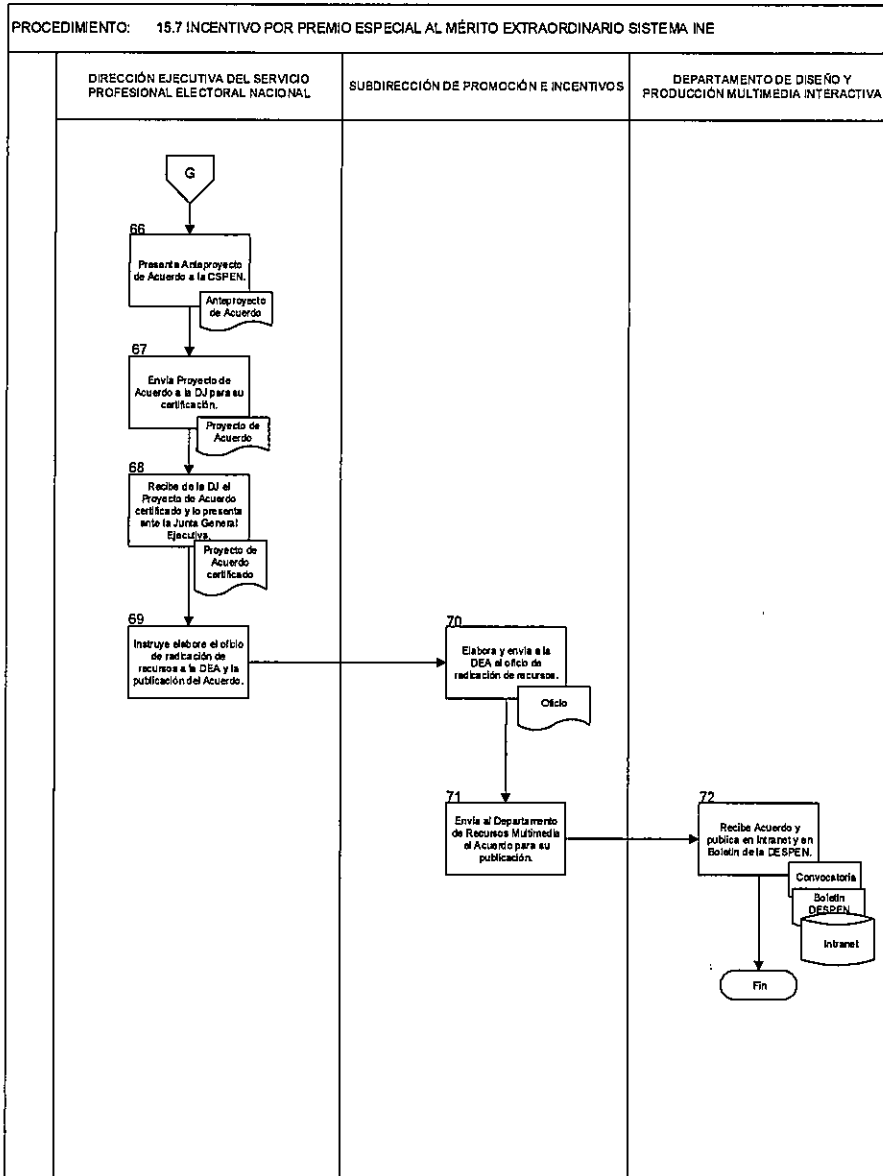 PROCEDIMIENTO: 15.7 INCENTIVO POR PREMIO ESPECIAL AL MÉRITO EXTRAORDINARIO SISTEMA INE
DIRECCIÓN EJECUTIVA DEL SERVICIO
PROFESIONAL ELECTORAL NACIONAL
SUBDIRECCIÓN DE PROMOCIÓN E INCENTIVOS
DEPARTAMENTO DE DISEÑO Y
PRODUCCIÓN MULTIMEDIA INTERACTIVA
G
66
Presenta Anteproyecto
de Acuerdo a la CSPEN.
Anteproyecto
de Acuerdo
67
Envía Proyecto de
Acuerdo a la DJ para su
certificación.
Proyecto de
Acuerdo
68
Recibe de la DJ el
Proyecto de Acuerdo
certificado y lo presenta
ante la Junta General
Ejecutiva.
Proyecto de
Acuerdo
certificado
69
Instruye elabore el oficio
de radicación de
recursos a la DEA y la
publicación del Acuerdo.
70
Elabora y envía a la
DEA el oficio de
radicación de recursos.
Oficio
71
Envía al Departamento
de Recursos Multimedia
el Acuerdo para su
publicación.
72
Recibe Acuerdo y
publica en Intranet y en
Boletín de la DESPEN.
Convocatoria
Boletín
DESPEN
Intranet
Fin